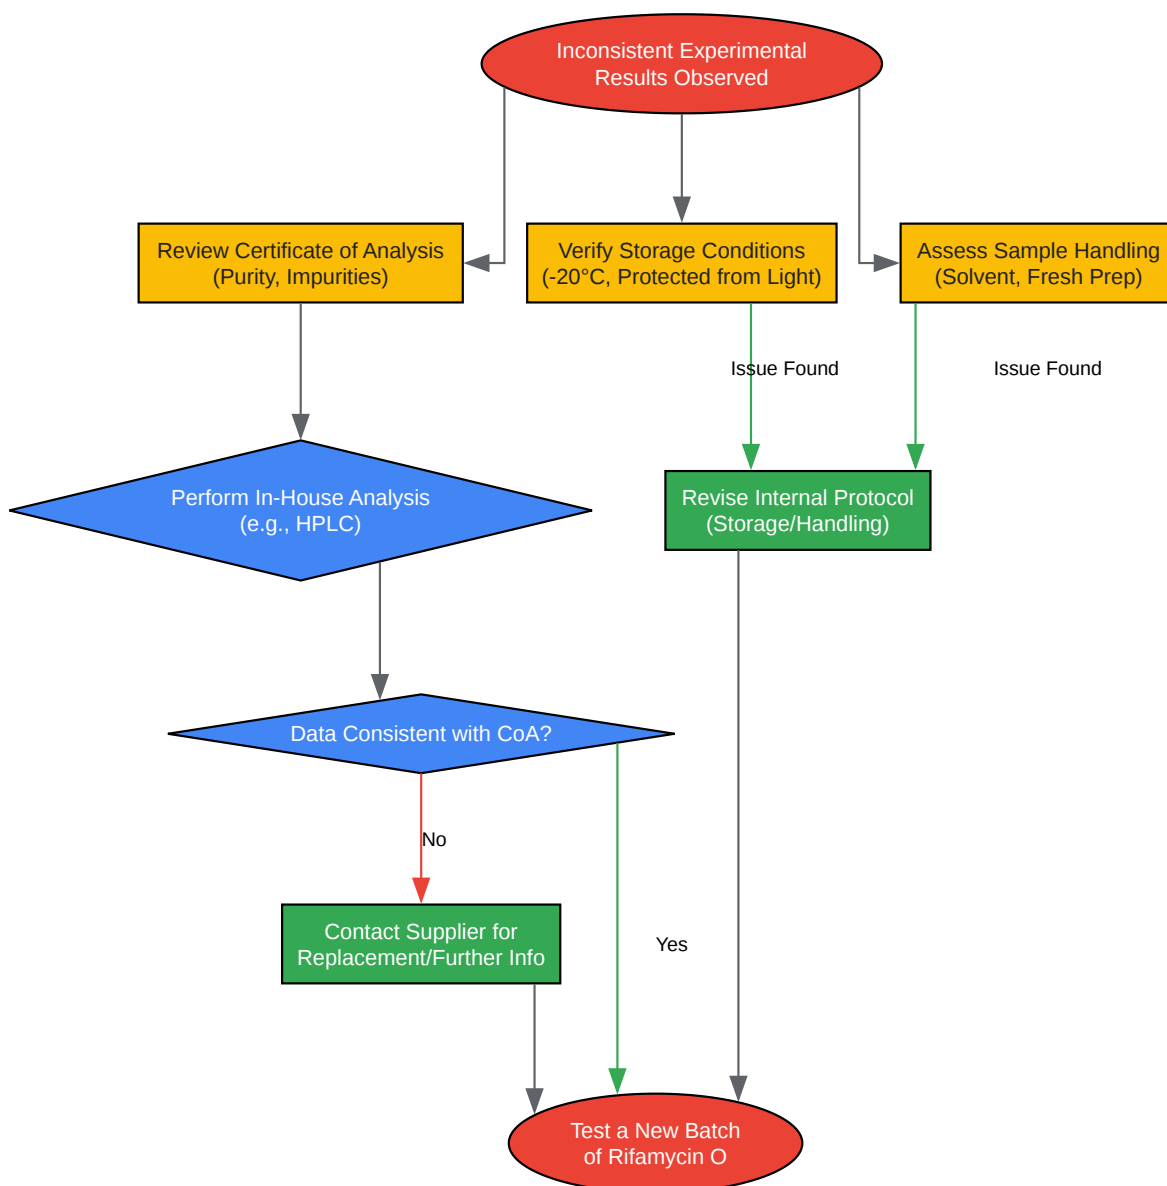 Inconsistent Experimental
Results Observed
Review Certificate of Analysis
(Purity, Impurities)
Verify Storage Conditions
(-20°C, Protected from Light)
Assess Sample Handling
(Solvent, Fresh Prep)
Issue Found
Issue Found
Perform In-House Analysis
(e.g., HPLC)
Revise Internal Protocol
(Storage/Handling)
Data Consistent with CoA?
No
Contact Supplier for
Replacement/Further Info
Yes
Test a New Batch
of Rifamycin O